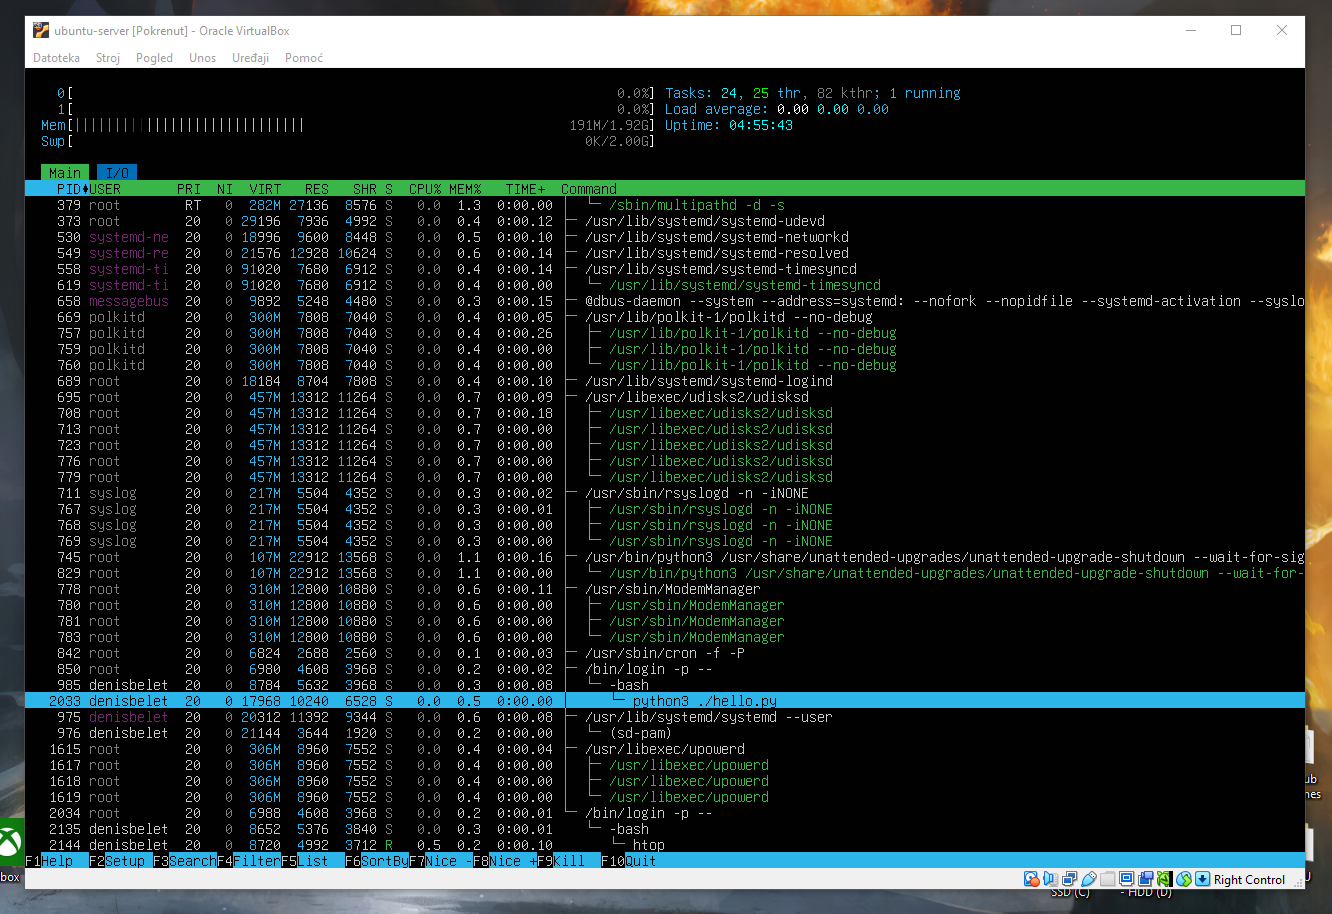 ubuntu-server [Pokrenut] - Oracle VirtualBox
Datoteka Stroj Pogled Unos Uređaji Pomoć
0[ 0.0%] Tasks: 24, 25 thr, 82 kthr; 1 running
1[ 0.0%] Load average: 0.00 0.00 0.00
Mem[||||||||||||||||||||||||||||| 191M/1.92G] Uptime: 04:55:43
Swp[ 0K/2.00G]
Main I/O
PID USER PRI NI VIRT RES SHR S CPU% MEM% TIME+ Command
379 root RT 0 282M 27136 8576 S 0.0 1.3 0:00.00 │ └─ /sbin/multipathd -d -s
373 root 20 0 29196 7936 4992 S 0.0 0.4 0:00.12 ├─ /usr/lib/systemd/systemd-udevd
530 systemd-ne 20 0 18996 9600 8448 S 0.0 0.5 0:00.10 ├─ /usr/lib/systemd/systemd-networkd
549 systemd-re 20 0 21576 12928 10624 S 0.0 0.6 0:00.14 ├─ /usr/lib/systemd/systemd-resolved
558 systemd-ti 20 0 91020 7680 6912 S 0.0 0.4 0:00.14 ├─ /usr/lib/systemd/systemd-timesyncd
619 systemd-ti 20 0 91020 7680 6912 S 0.0 0.4 0:00.00 │ └─ /usr/lib/systemd/systemd-timesyncd
658 messagebus 20 0 9892 5248 4480 S 0.0 0.3 0:00.15 ├─ @dbus-daemon --system --address=systemd: --nofork --nopidfile --systemd-activation --syslo
669 polkitd 20 0 300M 7808 7040 S 0.0 0.4 0:00.05 ├─ /usr/lib/polkit-1/polkitd --no-debug
757 polkitd 20 0 300M 7808 7040 S 0.0 0.4 0:00.26 │ ├─ /usr/lib/polkit-1/polkitd --no-debug
759 polkitd 20 0 300M 7808 7040 S 0.0 0.4 0:00.00 │ ├─ /usr/lib/polkit-1/polkitd --no-debug
760 polkitd 20 0 300M 7808 7040 S 0.0 0.4 0:00.00 │ └─ /usr/lib/polkit-1/polkitd --no-debug
689 root 20 0 18184 8704 7808 S 0.0 0.4 0:00.10 ├─ /usr/lib/systemd/systemd-logind
695 root 20 0 457M 13312 11264 S 0.0 0.7 0:00.09 ├─ /usr/libexec/udisks2/udisksd
708 root 20 0 457M 13312 11264 S 0.0 0.7 0:00.18 │ ├─ /usr/libexec/udisks2/udisksd
713 root 20 0 457M 13312 11264 S 0.0 0.7 0:00.00 │ ├─ /usr/libexec/udisks2/udisksd
723 root 20 0 457M 13312 11264 S 0.0 0.7 0:00.00 │ ├─ /usr/libexec/udisks2/udisksd
776 root 20 0 457M 13312 11264 S 0.0 0.7 0:00.00 │ ├─ /usr/libexec/udisks2/udisksd
779 root 20 0 457M 13312 11264 S 0.0 0.7 0:00.00 │ └─ /usr/libexec/udisks2/udisksd
711 syslog 20 0 217M 5504 4352 S 0.0 0.3 0:00.02 ├─ /usr/sbin/rsyslogd -n -iNONE
767 syslog 20 0 217M 5504 4352 S 0.0 0.3 0:00.01 │ ├─ /usr/sbin/rsyslogd -n -iNONE
768 syslog 20 0 217M 5504 4352 S 0.0 0.3 0:00.00 │ ├─ /usr/sbin/rsyslogd -n -iNONE
769 syslog 20 0 217M 5504 4352 S 0.0 0.3 0:00.00 │ └─ /usr/sbin/rsyslogd -n -iNONE
745 root 20 0 107M 22912 13568 S 0.0 1.1 0:00.16 ├─ /usr/bin/python3 /usr/share/unattended-upgrades/unattended-upgrade-shutdown --wait-for-sig
829 root 20 0 107M 22912 13568 S 0.0 1.1 0:00.00 │ └─ /usr/bin/python3 /usr/share/unattended-upgrades/unattended-upgrade-shutdown --wait-for-
778 root 20 0 310M 12800 10880 S 0.0 0.6 0:00.11 ├─ /usr/sbin/ModemManager
780 root 20 0 310M 12800 10880 S 0.0 0.6 0:00.00 │ ├─ /usr/sbin/ModemManager
781 root 20 0 310M 12800 10880 S 0.0 0.6 0:00.00 │ ├─ /usr/sbin/ModemManager
783 root 20 0 310M 12800 10880 S 0.0 0.6 0:00.00 │ └─ /usr/sbin/ModemManager
842 root 20 0 6824 2688 2560 S 0.0 0.1 0:00.03 ├─ /usr/sbin/cron -f -P
850 root 20 0 6980 4608 3968 S 0.0 0.2 0:00.02 ├─ /bin/login -p --
985 denisbelet 20 0 8784 5632 3968 S 0.0 0.3 0:00.08 │ └─ -bash
2033 denisbelet 20 0 17968 10240 6528 S 0.0 0.5 0:00.00 │ └─ python3 ./hello.py
975 denisbelet 20 0 20312 11392 9344 S 0.0 0.6 0:00.08 ├─ /usr/lib/systemd/systemd --user
976 denisbelet 20 0 21144 3644 1920 S 0.0 0.2 0:00.00 │ └─ (sd-pam)
1615 root 20 0 306M 8960 7552 S 0.0 0.4 0:00.04 ├─ /usr/libexec/upowerd
1617 root 20 0 306M 8960 7552 S 0.0 0.4 0:00.00 │ ├─ /usr/libexec/upowerd
1618 root 20 0 306M 8960 7552 S 0.0 0.4 0:00.00 │ ├─ /usr/libexec/upowerd
1619 root 20 0 306M 8960 7552 S 0.0 0.4 0:00.00 │ └─ /usr/libexec/upowerd
2034 root 20 0 6988 4608 3968 S 0.0 0.2 0:00.01 └─ /bin/login -p --
2135 denisbelet 20 0 8652 5376 3840 S 0.0 0.3 0:00.01 └─ -bash
2144 denisbelet 20 0 8720 4992 3712 R 0.5 0.2 0:00.10 └─ htop
F1Help F2Setup F3SearchF4FilterF5List F6SortByF7Nice -F8Nice +F9Kill F10Quit
Right Control
ub
nes
box
SSD (C)
- HDD (D)
U